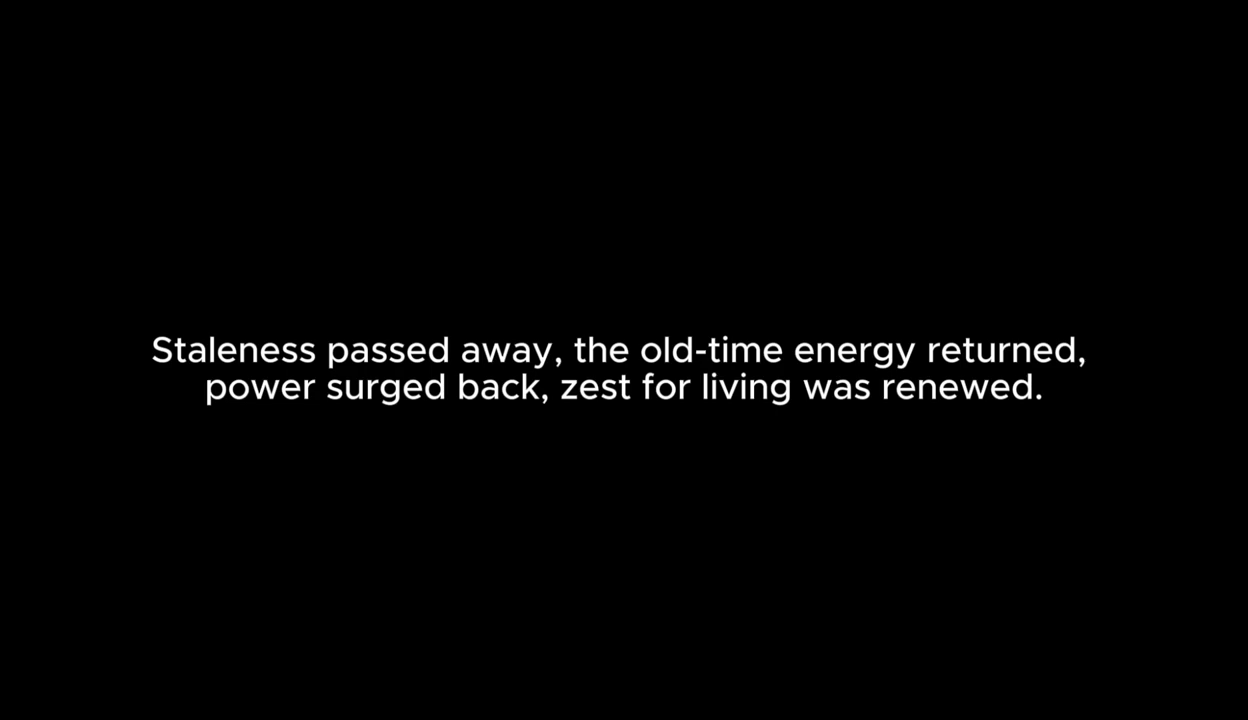 Staleness passed away, the old-time energy returned,
power surged back, zest for living was renewed.